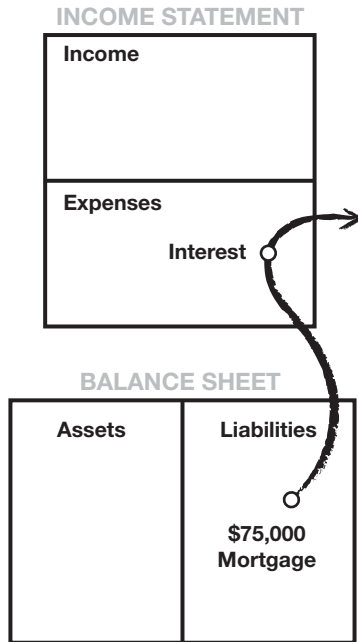 INCOME STATEMENT
Income
Expenses
Interest
BALANCE SHEET
Assets
Liabilities
$75,000
Mortgage